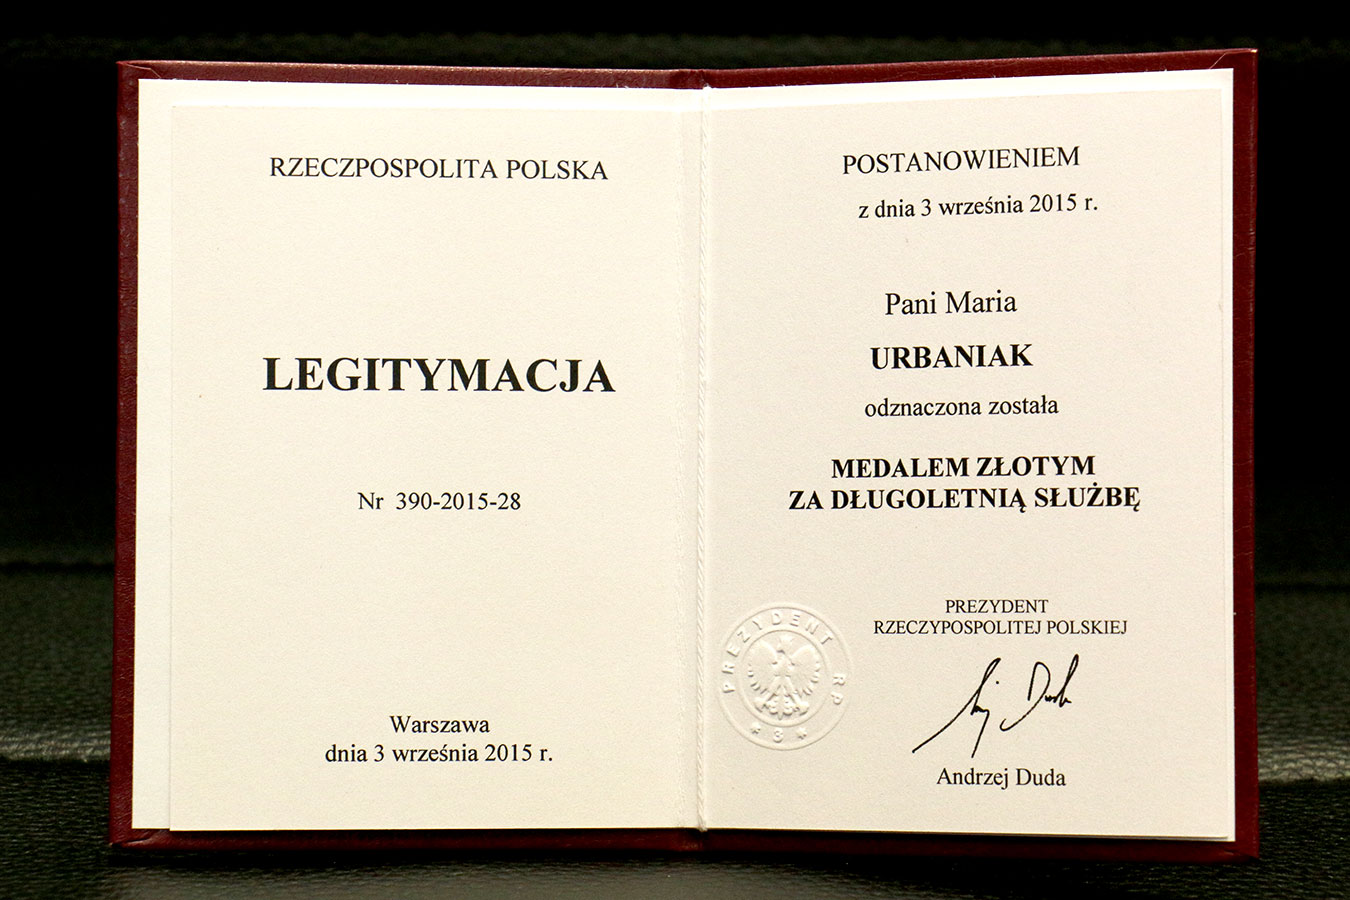 RZECZPOSPOLITA POLSKA
LEGITYMACJA
Nr 390-2015-28
Warszawa
dnia 3 września 2015 r.
POSTANOWIENIEM
z dnia 3 września 2015 r.
Pani Maria
URBANIAK
odznaczona została
MEDALEM ZŁOTYM
ZA DŁUGOLETNIĄ SŁUŻBĘ
PREZYDENT
RZECZYPOSPOLITEJ POLSKIEJ
PREZYDENT RP
* 3 *
Andrzej Duda